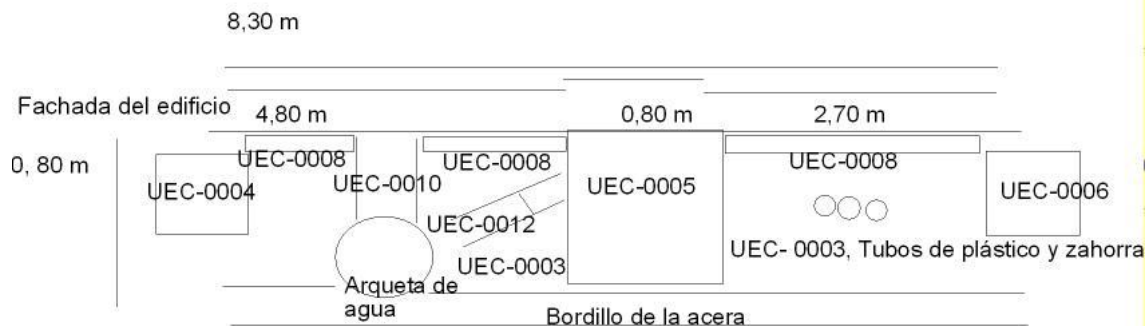 8,30 m
Fachada del edificio
4,80 m
0,80 m
2,70 m
0, 80 m
UEC-0008
UEC-0008
UEC-0008
UEC-0004
UEC-0010
UEC-0005
UEC-0006
UEC-0012
UEC-0003
UEC- 0003, Tubos de plástico y zahorra
Arqueta de
agua
Bordillo de la acera